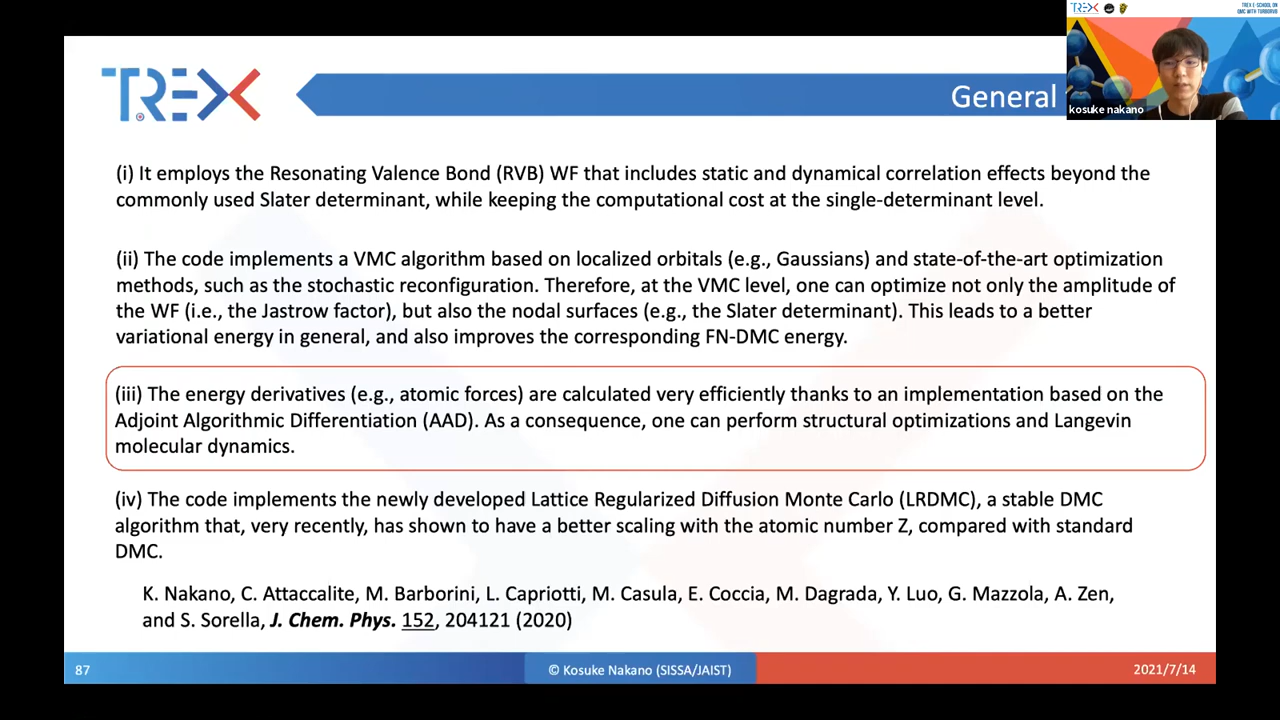 TREX
TREX E-SCHOOL ON
QMC WITH TURBORVB
General
kosuke nakano
(i) It employs the Resonating Valence Bond (RVB) WF that includes static and dynamical correlation effects beyond the
commonly used Slater determinant, while keeping the computational cost at the single-determinant level.
(ii) The code implements a VMC algorithm based on localized orbitals (e.g., Gaussians) and state-of-the-art optimization
methods, such as the stochastic reconfiguration. Therefore, at the VMC level, one can optimize not only the amplitude of
the WF (i.e., the Jastrow factor), but also the nodal surfaces (e.g., the Slater determinant). This leads to a better
variational energy in general, and also improves the corresponding FN-DMC energy.
(iii) The energy derivatives (e.g., atomic forces) are calculated very efficiently thanks to an implementation based on the
Adjoint Algorithmic Differentiation (AAD). As a consequence, one can perform structural optimizations and Langevin
molecular dynamics.
(iv) The code implements the newly developed Lattice Regularized Diffusion Monte Carlo (LRDMC), a stable DMC
algorithm that, very recently, has shown to have a better scaling with the atomic number Z, compared with standard
DMC.
K. Nakano, C. Attaccalite, M. Barborini, L. Capriotti, M. Casula, E. Coccia, M. Dagrada, Y. Luo, G. Mazzola, A. Zen,
and S. Sorella, J. Chem. Phys. 152, 204121 (2020)
87
© Kosuke Nakano (SISSA/JAIST)
2021/7/14
TREX